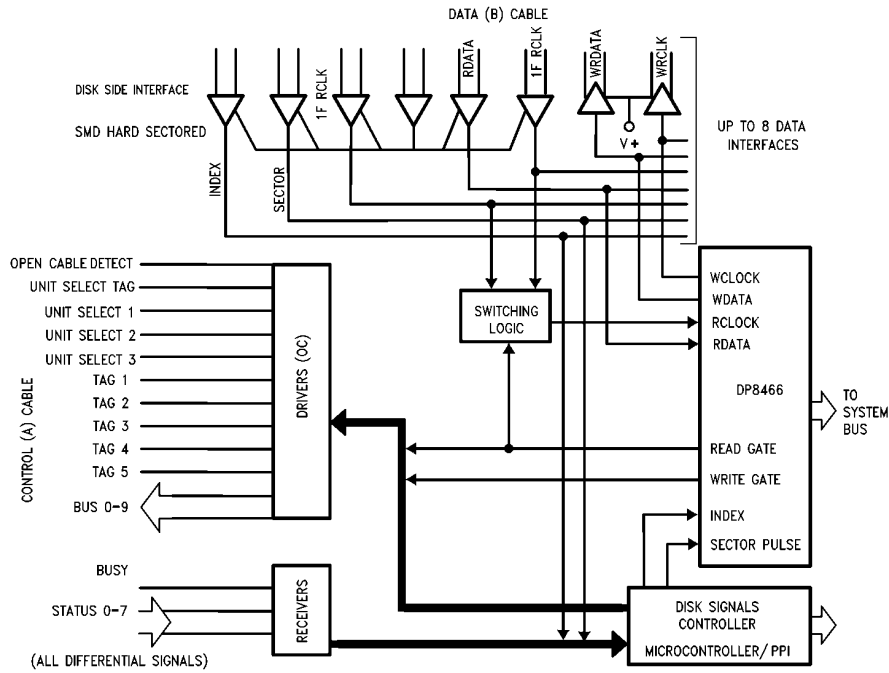 DATA (B) CABLE
DISK SIDE INTERFACE
SMD HARD SECTORED
1F RCLK
RDATA
1F RCLK
WRDATA
WRCLK
V+
UP TO 8 DATA
INTERFACES
INDEX
SECTOR
OPEN CABLE DETECT
UNIT SELECT TAG
UNIT SELECT 1
UNIT SELECT 2
UNIT SELECT 3
TAG 1
TAG 2
TAG 3
TAG 4
TAG 5
BUS 0-9
CONTROL (A) CABLE
DRIVERS (OC)
SWITCHING
LOGIC
WCLOCK
WDATA
RCLOCK
RDATA
DP8466
READ GATE
WRITE GATE
INDEX
SECTOR PULSE
TO
SYSTEM
BUS
BUSY
STATUS 0-7
(ALL DIFFERENTIAL SIGNALS)
RECEIVERS
DISK SIGNALS
CONTROLLER
MICROCONTROLLER/PPI